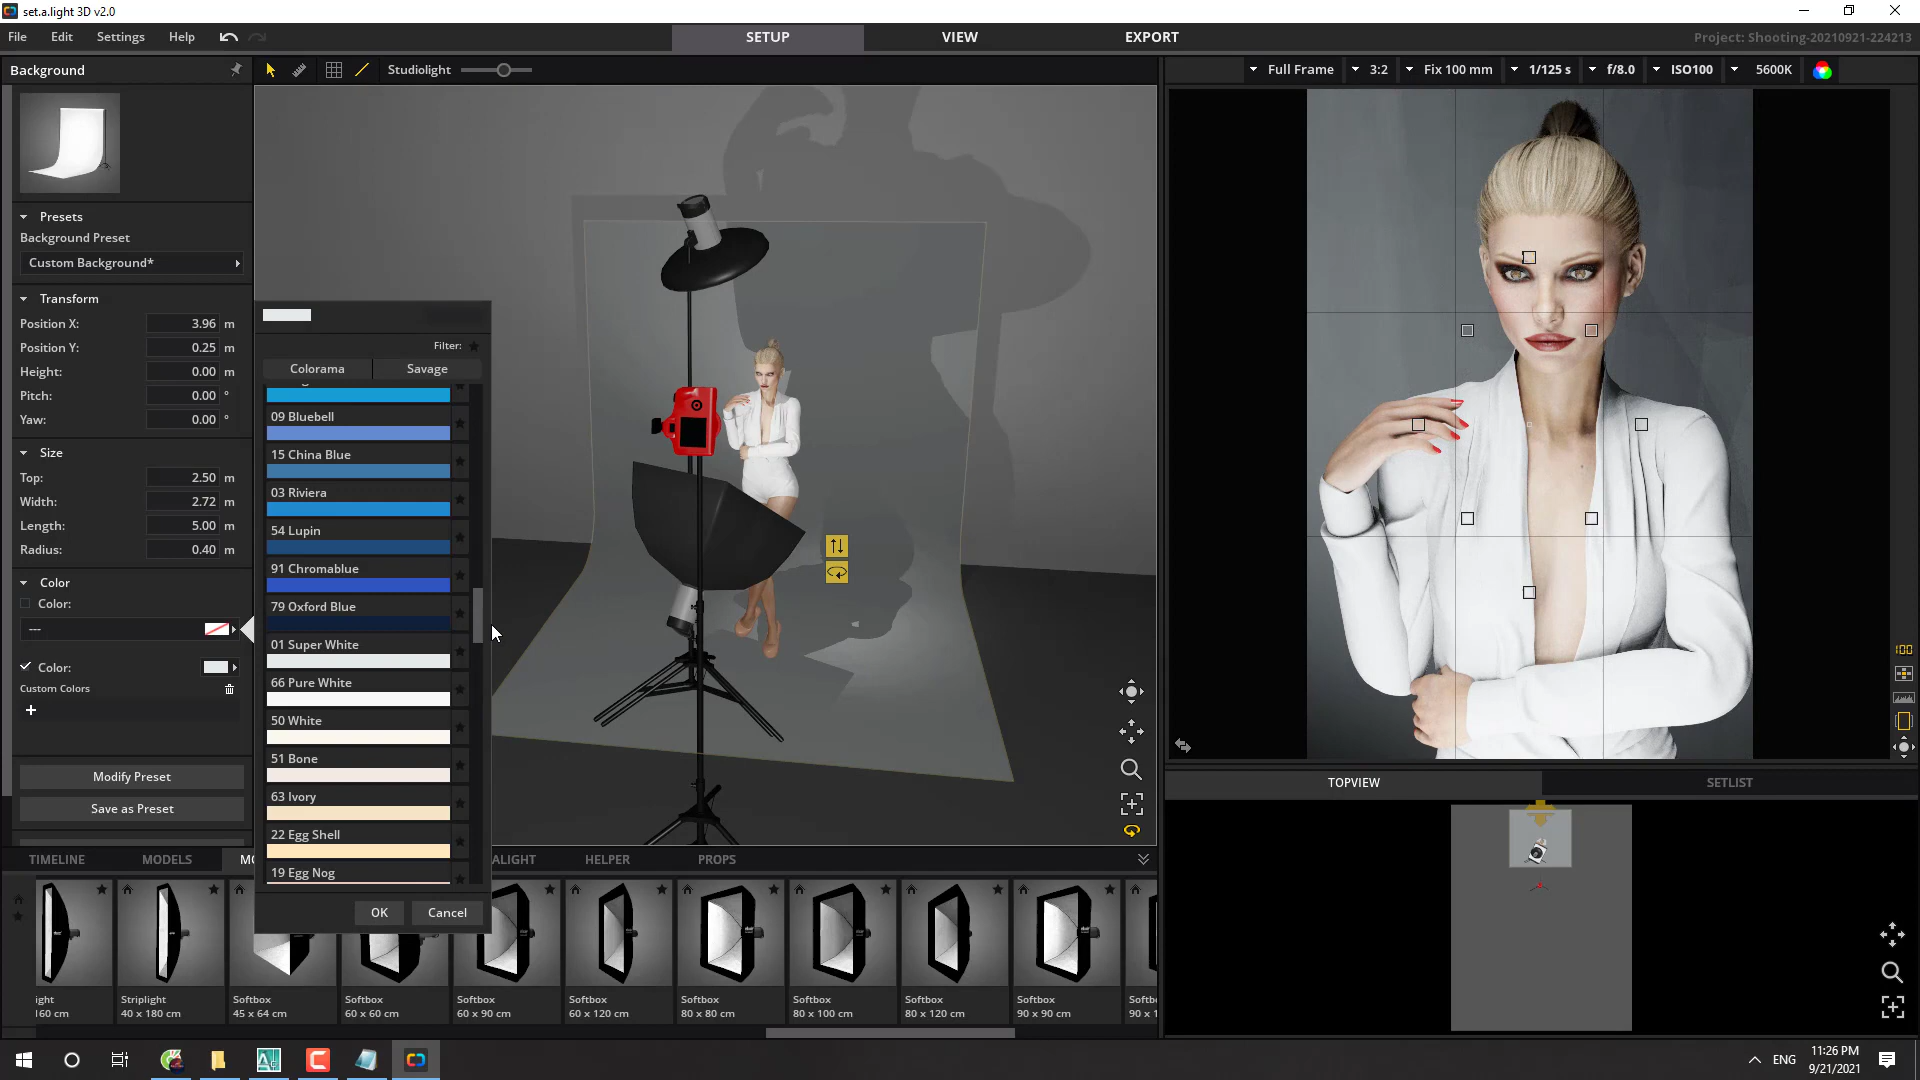 set.a.light 3D v2.0
File Edit Settings Help
SETUP VIEW EXPORT
Project: Shooting-20210921-224213
Background
Studiolight
Full Frame 3:2 Fix 100 mm 1/125 s f/8.0 ISO100 5600K
Presets
Background Preset
Custom Background*
Transform
Position X: 3.96 m
Position Y: 0.25 m
Height: 0.00 m
Pitch: 0.00 °
Yaw: 0.00 °
Size
Top: 2.50 m
Width: 2.72 m
Length: 5.00 m
Radius: 0.40 m
Color
Color:
---
Color:
Custom Colors
+
Modify Preset
Save as Preset
Filter:
Colorama Savage
09 Bluebell
15 China Blue
03 Riviera
54 Lupin
91 Chromablue
79 Oxford Blue
01 Super White
66 Pure White
50 White
51 Bone
63 Ivory
22 Egg Shell
19 Egg Nog
OK Cancel
100
TOPVIEW SETLIST
TIMELINE MODELS MO ALIGHT HELPER PROPS
ight
160 cm
Striplight
40 x 180 cm
Softbox
45 x 64 cm
Softbox
60 x 60 cm
Softbox
60 x 90 cm
Softbox
60 x 120 cm
Softbox
80 x 80 cm
Softbox
80 x 100 cm
Softbox
80 x 120 cm
Softbox
90 x 90 cm
Softb
90 x 1
ENG
11:26 PM
9/21/2021